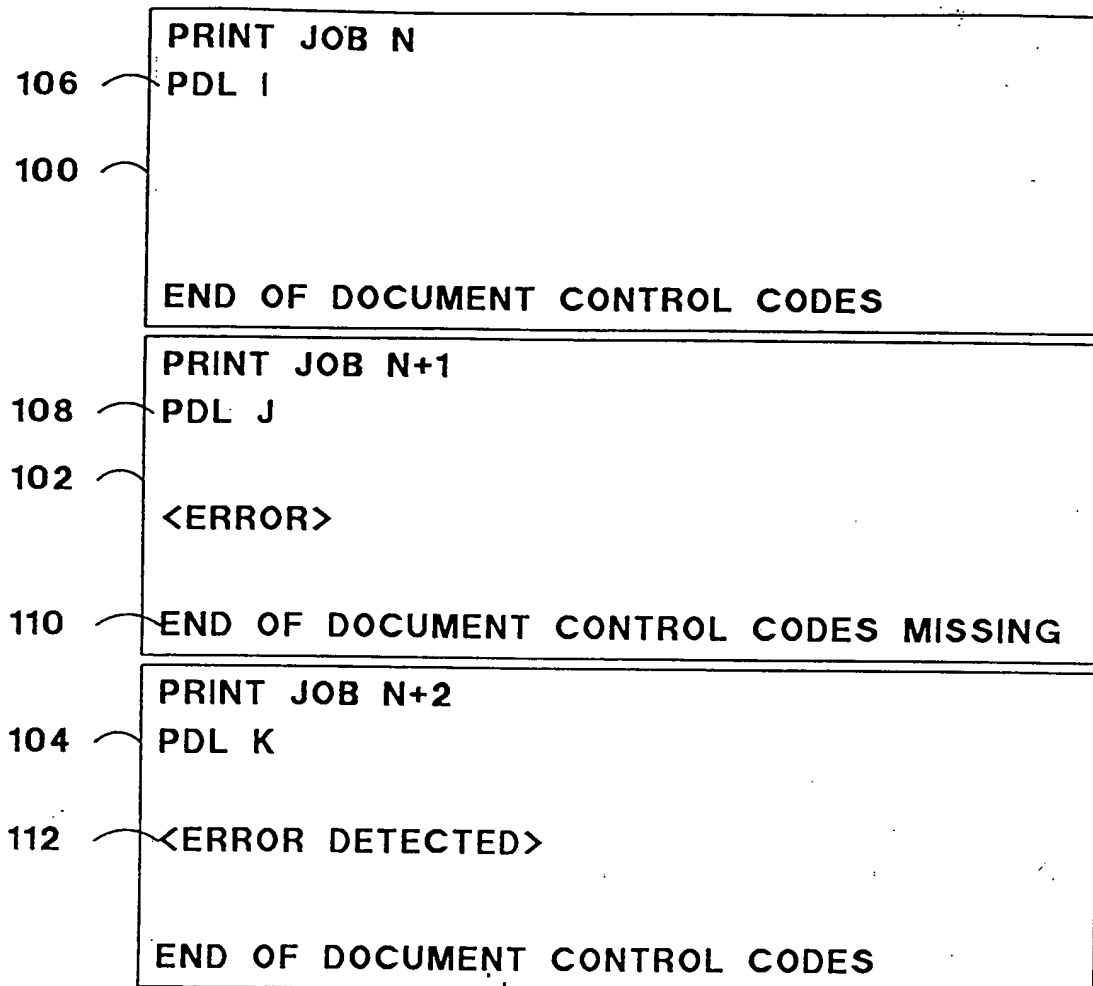 PRINT JOB N
106 PDL I
100
END OF DOCUMENT CONTROL CODES
PRINT JOB N+1
108 PDL J
102
<ERROR>
110 END OF DOCUMENT CONTROL CODES MISSING
PRINT JOB N+2
104 PDL K
112 <ERROR DETECTED>
END OF DOCUMENT CONTROL CODES